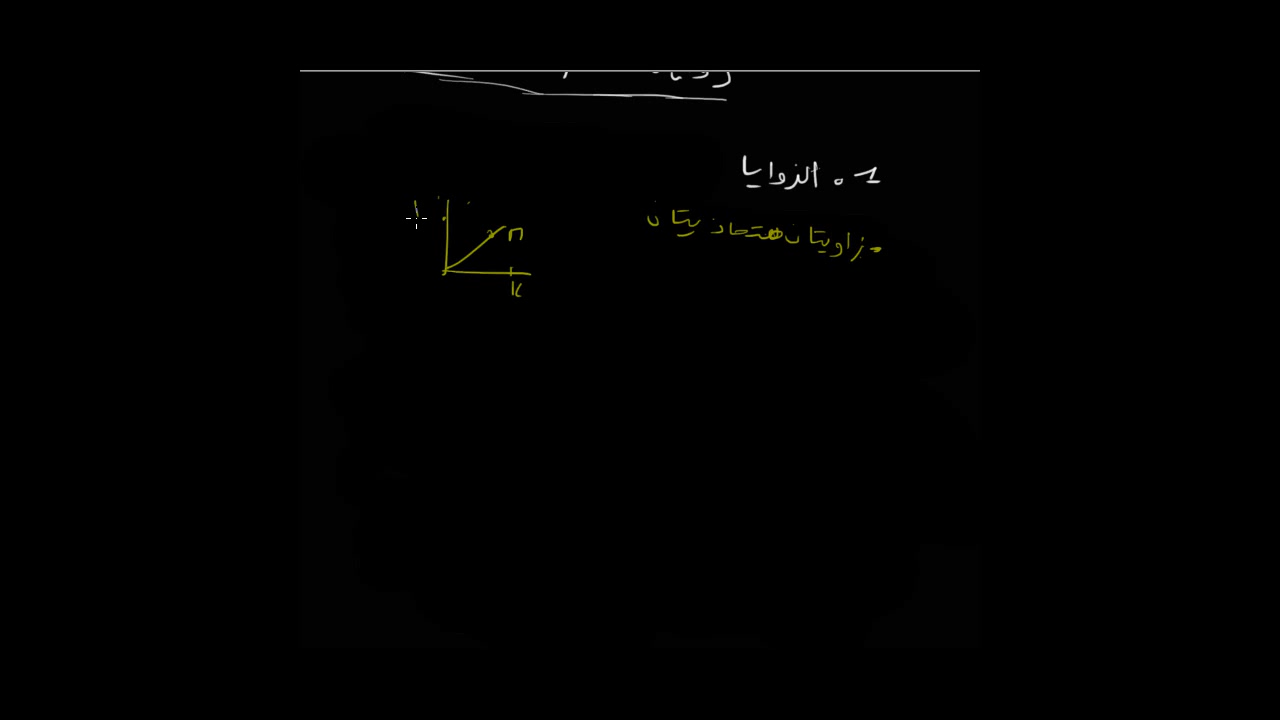 1. الزوايا
- زاويتان متحاذيتان
n
K